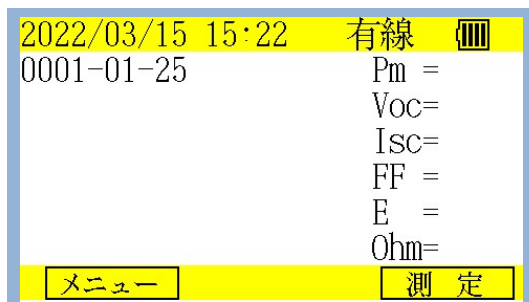 2022/03/15 15:22 有線
0001-01-25 Pm =
Voc=
Isc=
FF =
E =
Ohm=
メニュー 測 定